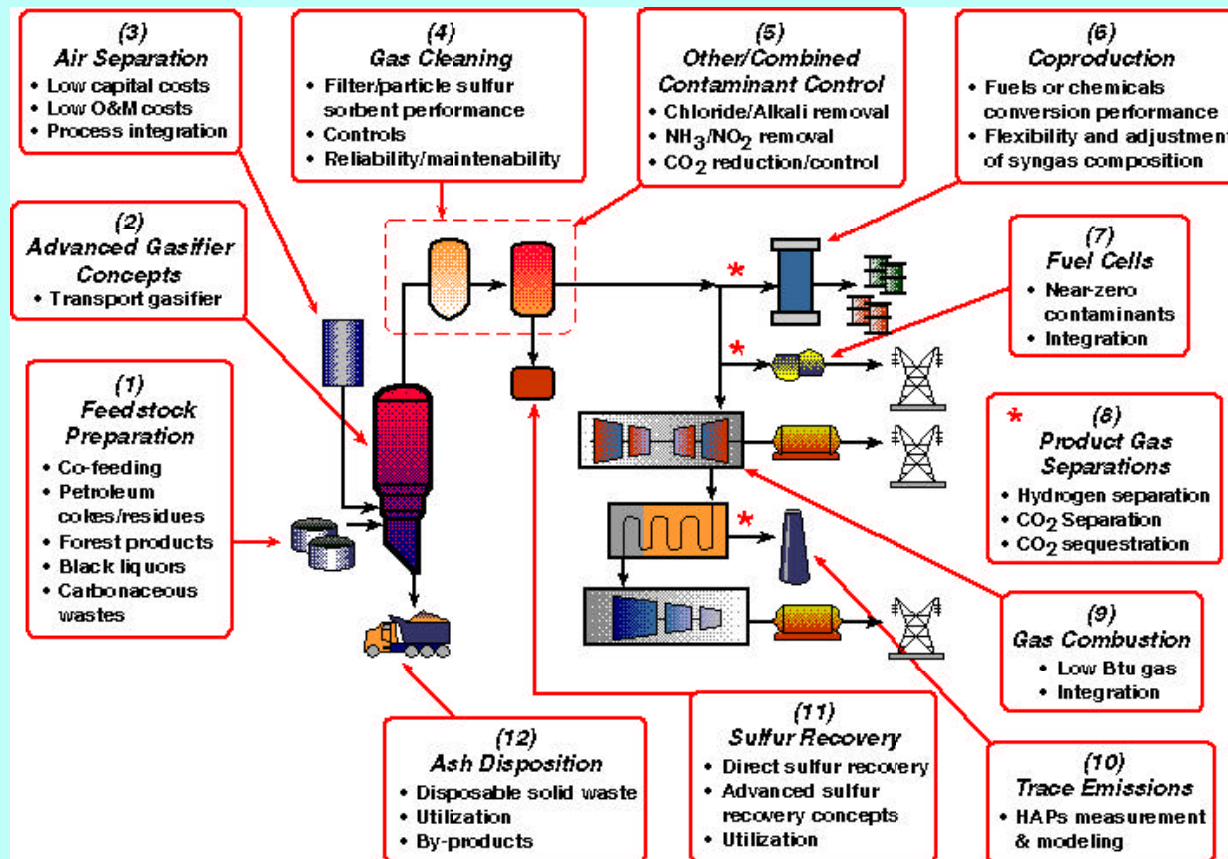 (3)
Air Separation
• Low capital costs
• Low O&M costs
• Process integration
(4)
Gas Cleaning
• Filter/particle sulfur
sorbent performance
• Controls
• Reliability/maintenability
(5)
Other/Combined
Contaminant Control
• Chloride/Alkali removal
• NH3/NO2 removal
• CO2 reduction/control
(6)
Coproduction
• Fuels or chemicals
conversion performance
• Flexibility and adjustment
of syngas composition
(2)
Advanced Gasifier
Concepts
• Transport gasifier
(7)
Fuel Cells
• Near-zero
contaminants
• Integration
(1)
Feedstock
Preparation
• Co-feeding
• Petroleum
cokes/residues
• Forest products
• Black liquors
• Carbonaceous
wastes
*
*
*
* (8)
Product Gas
Separations
• Hydrogen separation
• CO2 Separation
• CO2 sequestration
(9)
Gas Combustion
• Low Btu gas
• Integration
(12)
Ash Disposition
• Disposable solid waste
• Utilization
• By-products
(11)
Sulfur Recovery
• Direct sulfur recovery
• Advanced sulfur
recovery concepts
• Utilization
(10)
Trace Emissions
• HAPs measurement
& modeling